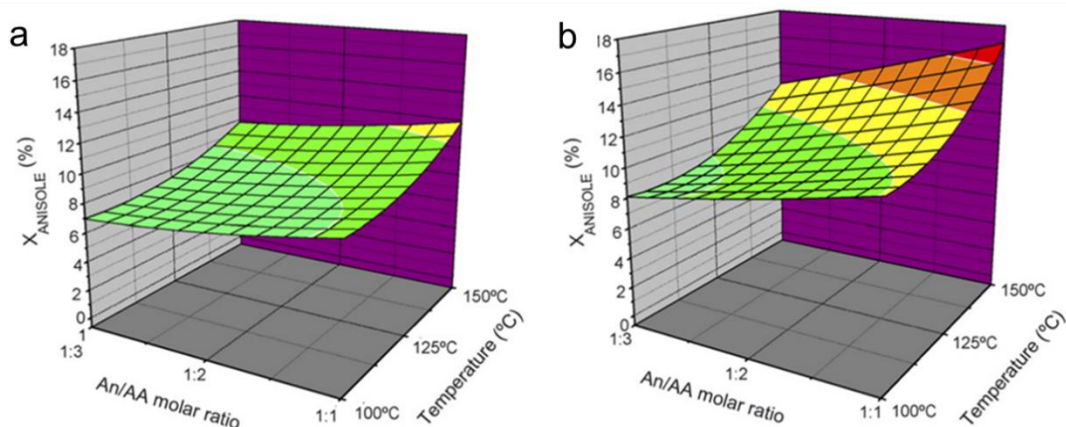 a
18
16
14
12
10
8
6
4
2
0
1
X_ANISOLE (%)
1:3
1:2
1:1
An/AA molar ratio
100ºC
125ºC
150ºC
Temperature (ºC)
b
18
16
14
12
10
8
6
4
2
0
X_ANISOLE (%)
1:3
1:2
1:1
An/AA molar ratio
100ºC
125ºC
150ºC
Temperature (ºC)